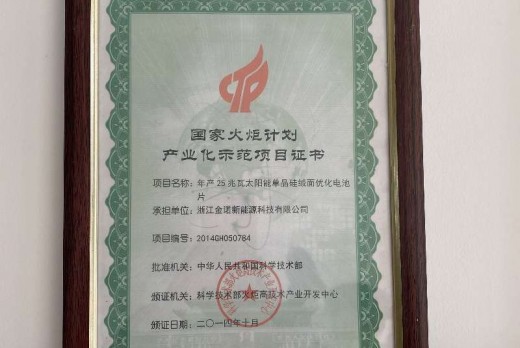 国家火炬计划
产业化示范项目证书
项目名称：年产25兆瓦太阳能单晶硅绒面优化电池
片
承担单位：浙江金诺新能源科技有限公司
项目编号：2014GH050764
批准机关：中华人民共和国科学技术部
颁证机关：科学技术部火炬高技术产业开发中心
颁证日期：二〇一四年十月